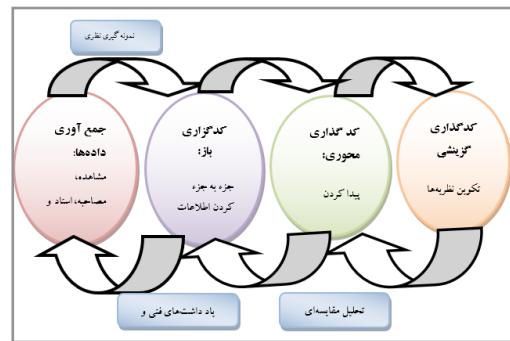 نمونه گیری نظری
جمع آوری
داده‌ها:
مشاهده،
مصاحبه، اسناد و
کدگزاری
باز:
جزء به جزء
کردن اطلاعات
کد گذاری
محوری:
پیدا کردن
کدگذاری
گزینشی
تکوین نظریه‌ها
یاد داشت‌های فنی و
تحلیل مقایسه‌ای